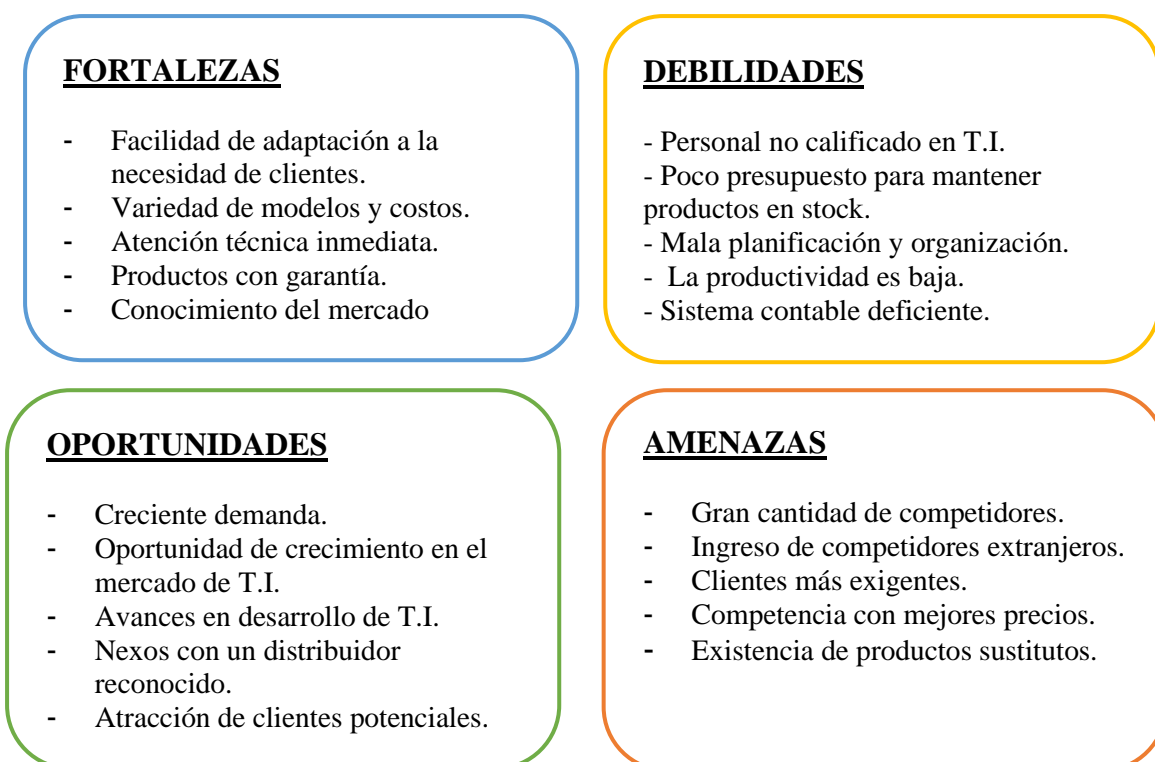 FORTALEZAS
- Facilidad de adaptación a la
necesidad de clientes.
- Variedad de modelos y costos.
- Atención técnica inmediata.
- Productos con garantía.
- Conocimiento del mercado
DEBILIDADES
- Personal no calificado en T.I.
- Poco presupuesto para mantener
productos en stock.
- Mala planificación y organización.
- La productividad es baja.
- Sistema contable deficiente.
OPORTUNIDADES
- Creciente demanda.
- Oportunidad de crecimiento en el
mercado de T.I.
- Avances en desarrollo de T.I.
- Nexos con un distribuidor
reconocido.
- Atracción de clientes potenciales.
AMENAZAS
- Gran cantidad de competidores.
- Ingreso de competidores extranjeros.
- Clientes más exigentes.
- Competencia con mejores precios.
- Existencia de productos sustitutos.